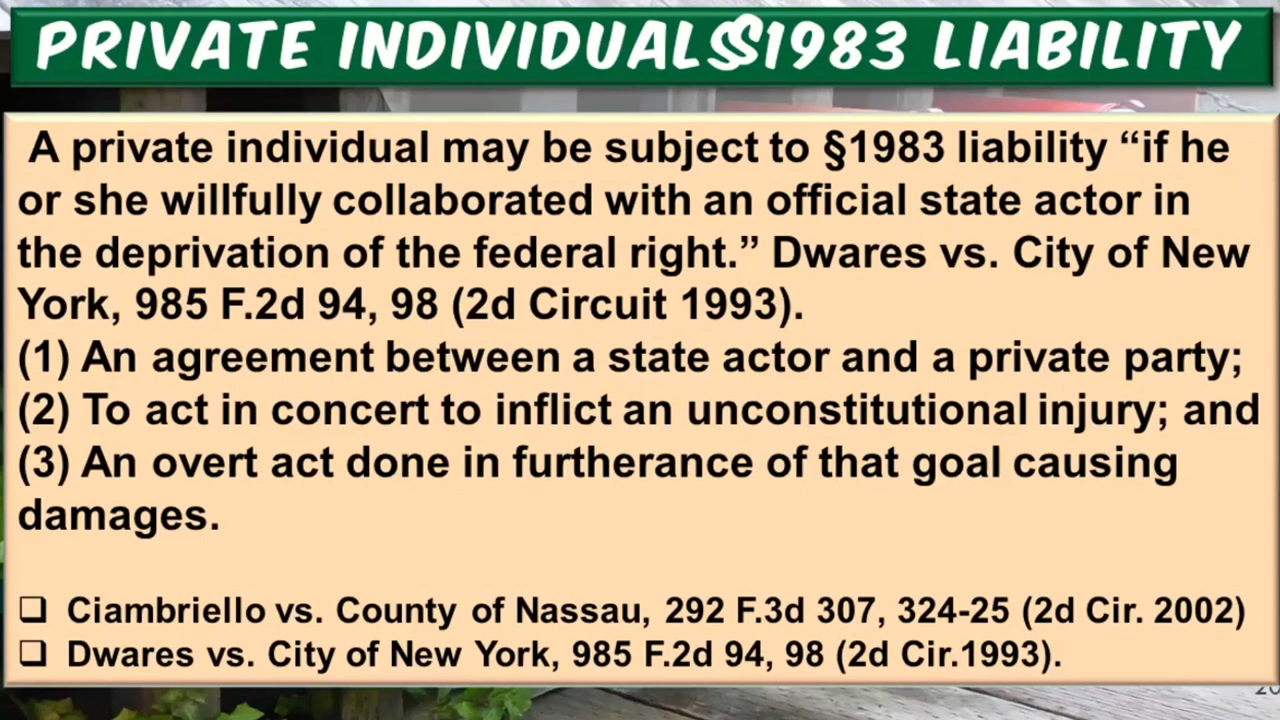 PRIVATE INDIVIDUALS§1983 LIABILITY
A private individual may be subject to §1983 liability “if he
or she willfully collaborated with an official state actor in
the deprivation of the federal right.” Dwares vs. City of New
York, 985 F.2d 94, 98 (2d Circuit 1993).
(1) An agreement between a state actor and a private party;
(2) To act in concert to inflict an unconstitutional injury; and
(3) An overt act done in furtherance of that goal causing
damages.
❑ Ciambriello vs. County of Nassau, 292 F.3d 307, 324-25 (2d Cir. 2002)
❑ Dwares vs. City of New York, 985 F.2d 94, 98 (2d Cir.1993).